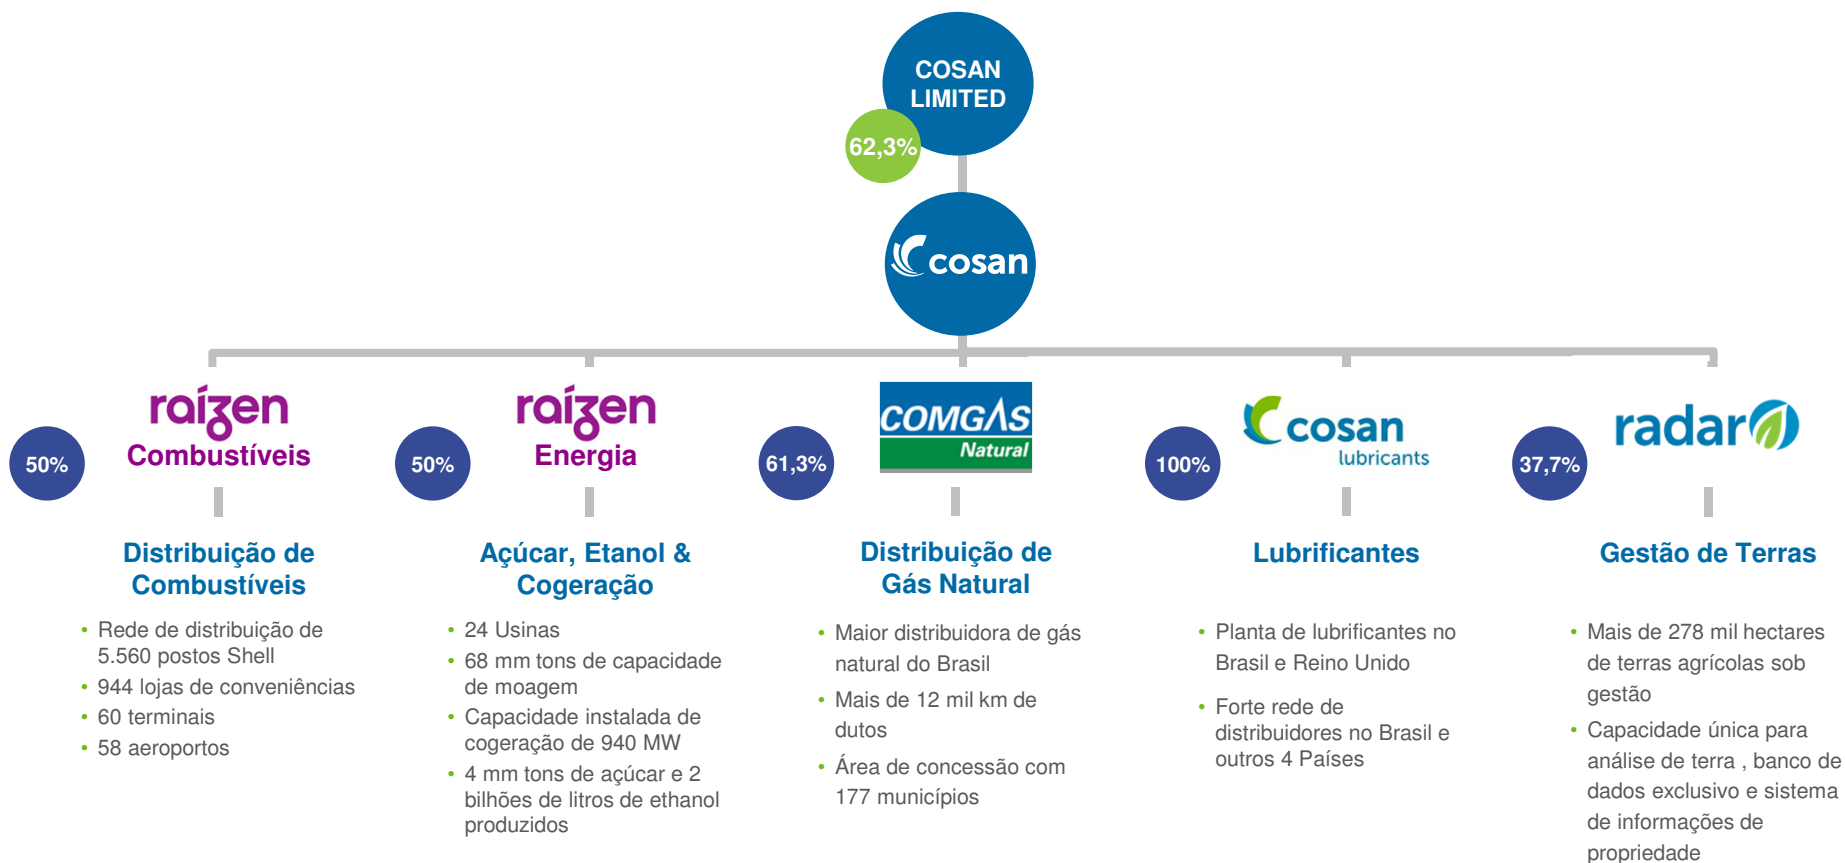 COSAN
LIMITED
62,3%
cosan
raízen
Combustíveis
50%
Distribuição de
Combustíveis
• Rede de distribuição de
5.560 postos Shell
• 944 lojas de conveniências
• 60 terminais
• 58 aeroportos
raízen
Energia
50%
Açúcar, Etanol &
Cogeração
• 24 Usinas
• 68 mm tons de capacidade
de moagem
• Capacidade instalada de
cogeração de 940 MW
• 4 mm tons de açúcar e 2
bilhões de litros de ethanol
produzidos
COMGÁS
Natural
61,3%
Distribuição de
Gás Natural
• Maior distribuidora de gás
natural do Brasil
• Mais de 12 mil km de
dutos
• Área de concessão com
177 municípios
cosan
lubricants
100%
Lubrificantes
• Planta de lubrificantes no
Brasil e Reino Unido
• Forte rede de
distribuidores no Brasil e
outros 4 Países
radar
37,7%
Gestão de Terras
• Mais de 278 mil hectares
de terras agrícolas sob
gestão
• Capacidade única para
análise de terra , banco de
dados exclusivo e sistema
de informações de
propriedade